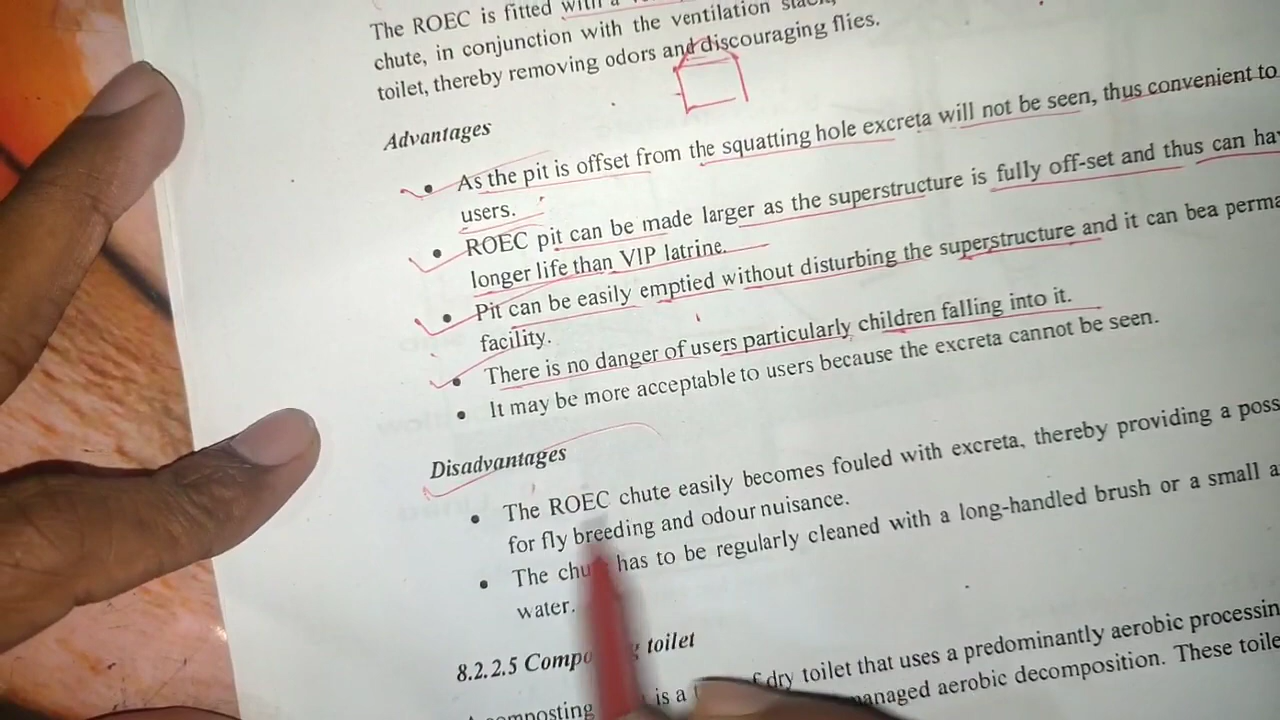 The ROEC is fitted with a
chute, in conjunction with the ventilation stack,
toilet, thereby removing odors and discouraging flies.
Advantages
• As the pit is offset from the squatting hole excreta will not be seen, thus convenient to
users.
• ROEC pit can be made larger as the superstructure is fully off-set and thus can ha
longer life than VIP latrine.
• Pit can be easily emptied without disturbing the superstructure and it can bea perma
facility.
• There is no danger of users particularly children falling into it.
• It may be more acceptable to users because the excreta cannot be seen.
Disadvantages
• The ROEC chute easily becomes fouled with excreta, thereby providing a poss
for fly breeding and odour nuisance.
• The chu has to be regularly cleaned with a long-handled brush or a small a
water.
8.2.2.5 Compo g toilet
composting is a f dry toilet that uses a predominantly aerobic processin
managed aerobic decomposition. These toile